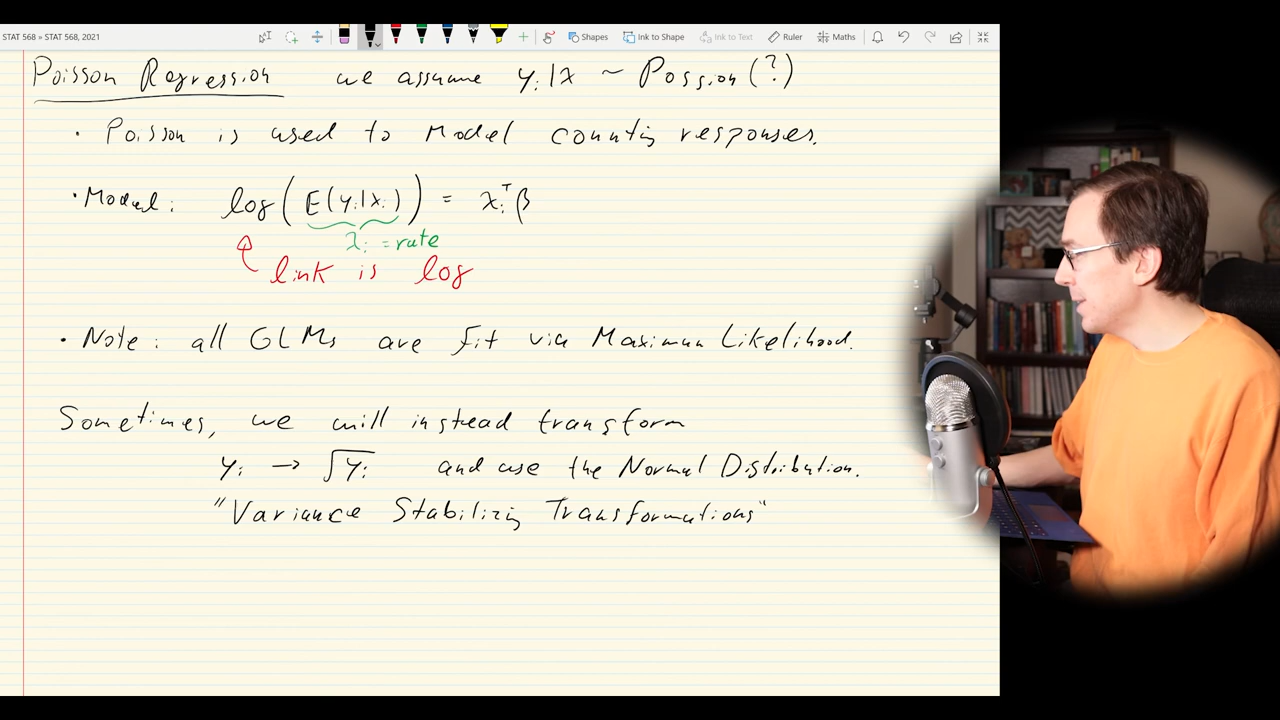 STAT 568 » STAT 568, 2021
Shapes Ink to Shape Ink to Text Ruler Maths
Poisson Regression we assume yᵢ|x ~ Possion(?)
• Poisson is used to Model counting responses.
• Model: log(E(yᵢ|xᵢ)) = xᵢᵀβ
λᵢ = rate
link is log
• Note: all GLMs are fit via Maximum Likelihood.
Sometimes, we will instead transform
yᵢ → √yᵢ and use the Normal Distribution.
"Variance Stabilizing Transformations"